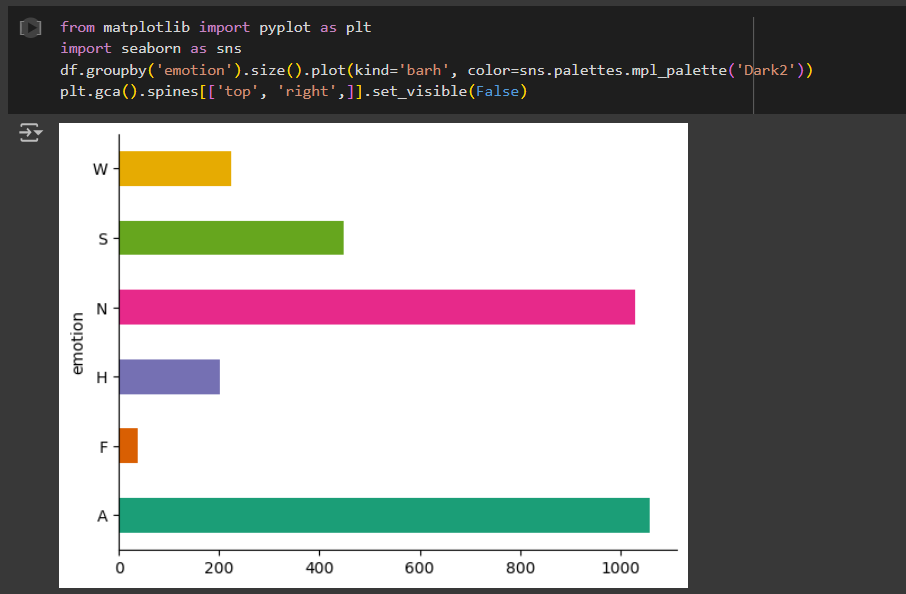 from matplotlib import pyplot as plt
import seaborn as sns
df.groupby('emotion').size().plot(kind='barh', color=sns.palettes.mpl_palette('Dark2'))
plt.gca().spines[['top', 'right',]].set_visible(False)
W
S
N
H
F
A
emotion
0 200 400 600 800 1000